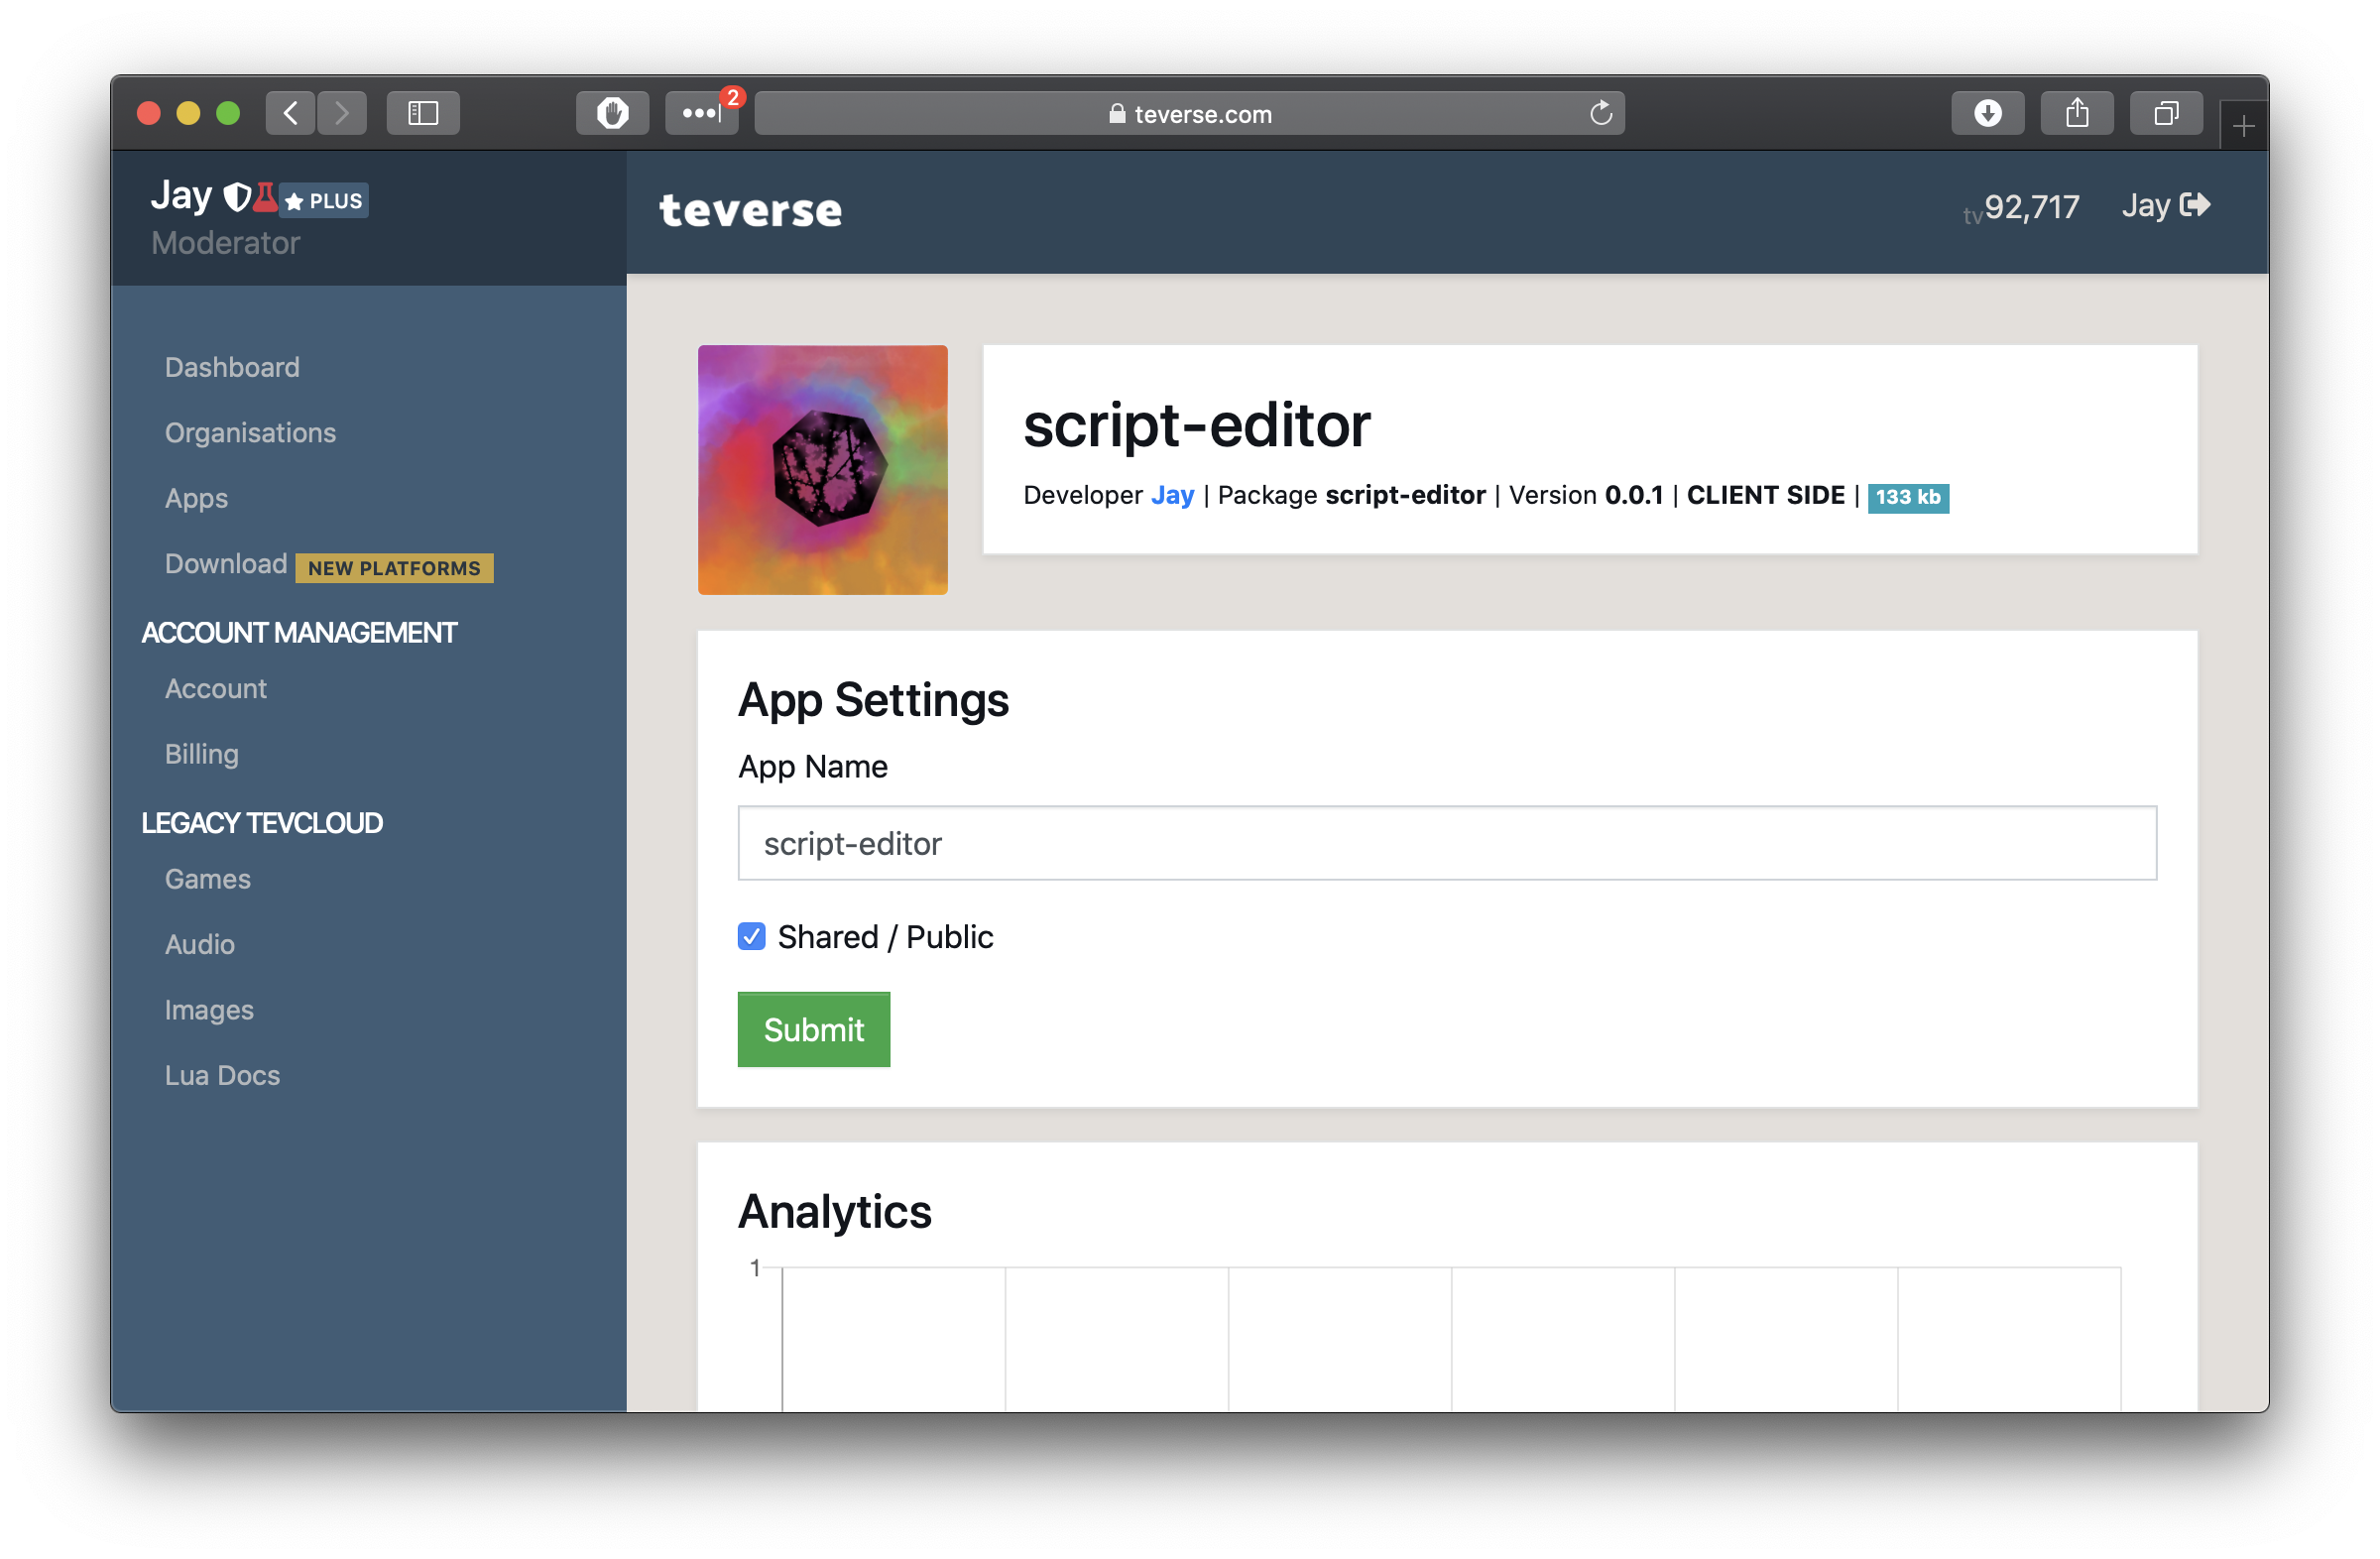 2
teverse.com
Jay PLUS
Moderator
teverse
tv92,717
Jay
Dashboard
Organisations
Apps
Download NEW PLATFORMS
ACCOUNT MANAGEMENT
Account
Billing
LEGACY TEVCLOUD
Games
Audio
Images
Lua Docs
script-editor
Developer Jay | Package script-editor | Version 0.0.1 | CLIENT SIDE | 133 kb
App Settings
App Name
script-editor
Shared / Public
Submit
Analytics
1